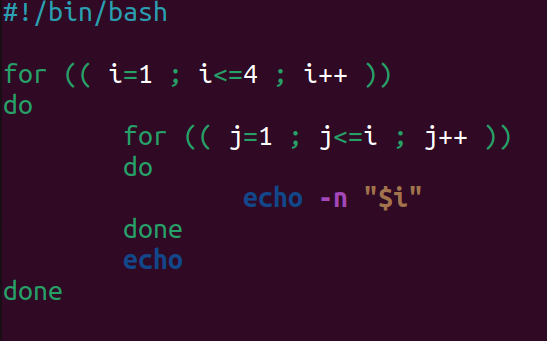 #!/bin/bash

for (( i=1 ; i<=4 ; i++ ))
do
        for (( j=1 ; j<=i ; j++ ))
        do
                echo -n "$i"
        done
        echo
done